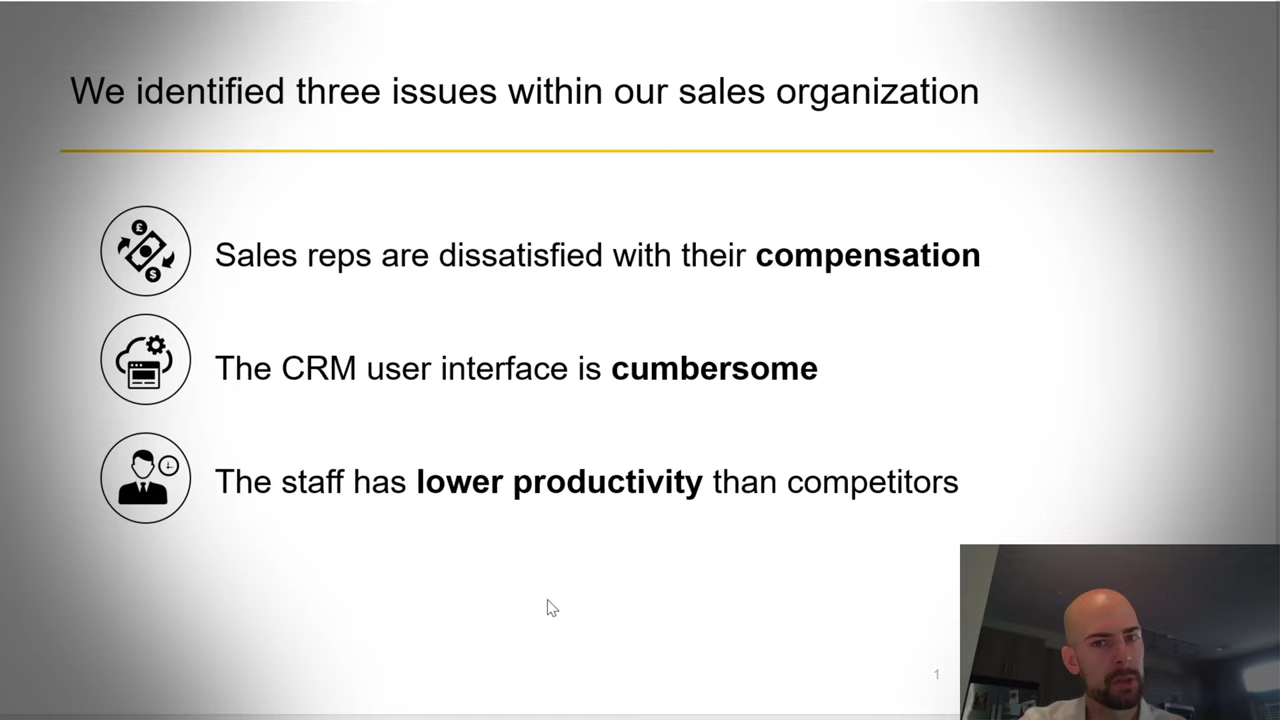 We identified three issues within our sales organization
£
$
Sales reps are dissatisfied with their compensation
The CRM user interface is cumbersome
The staff has lower productivity than competitors
1